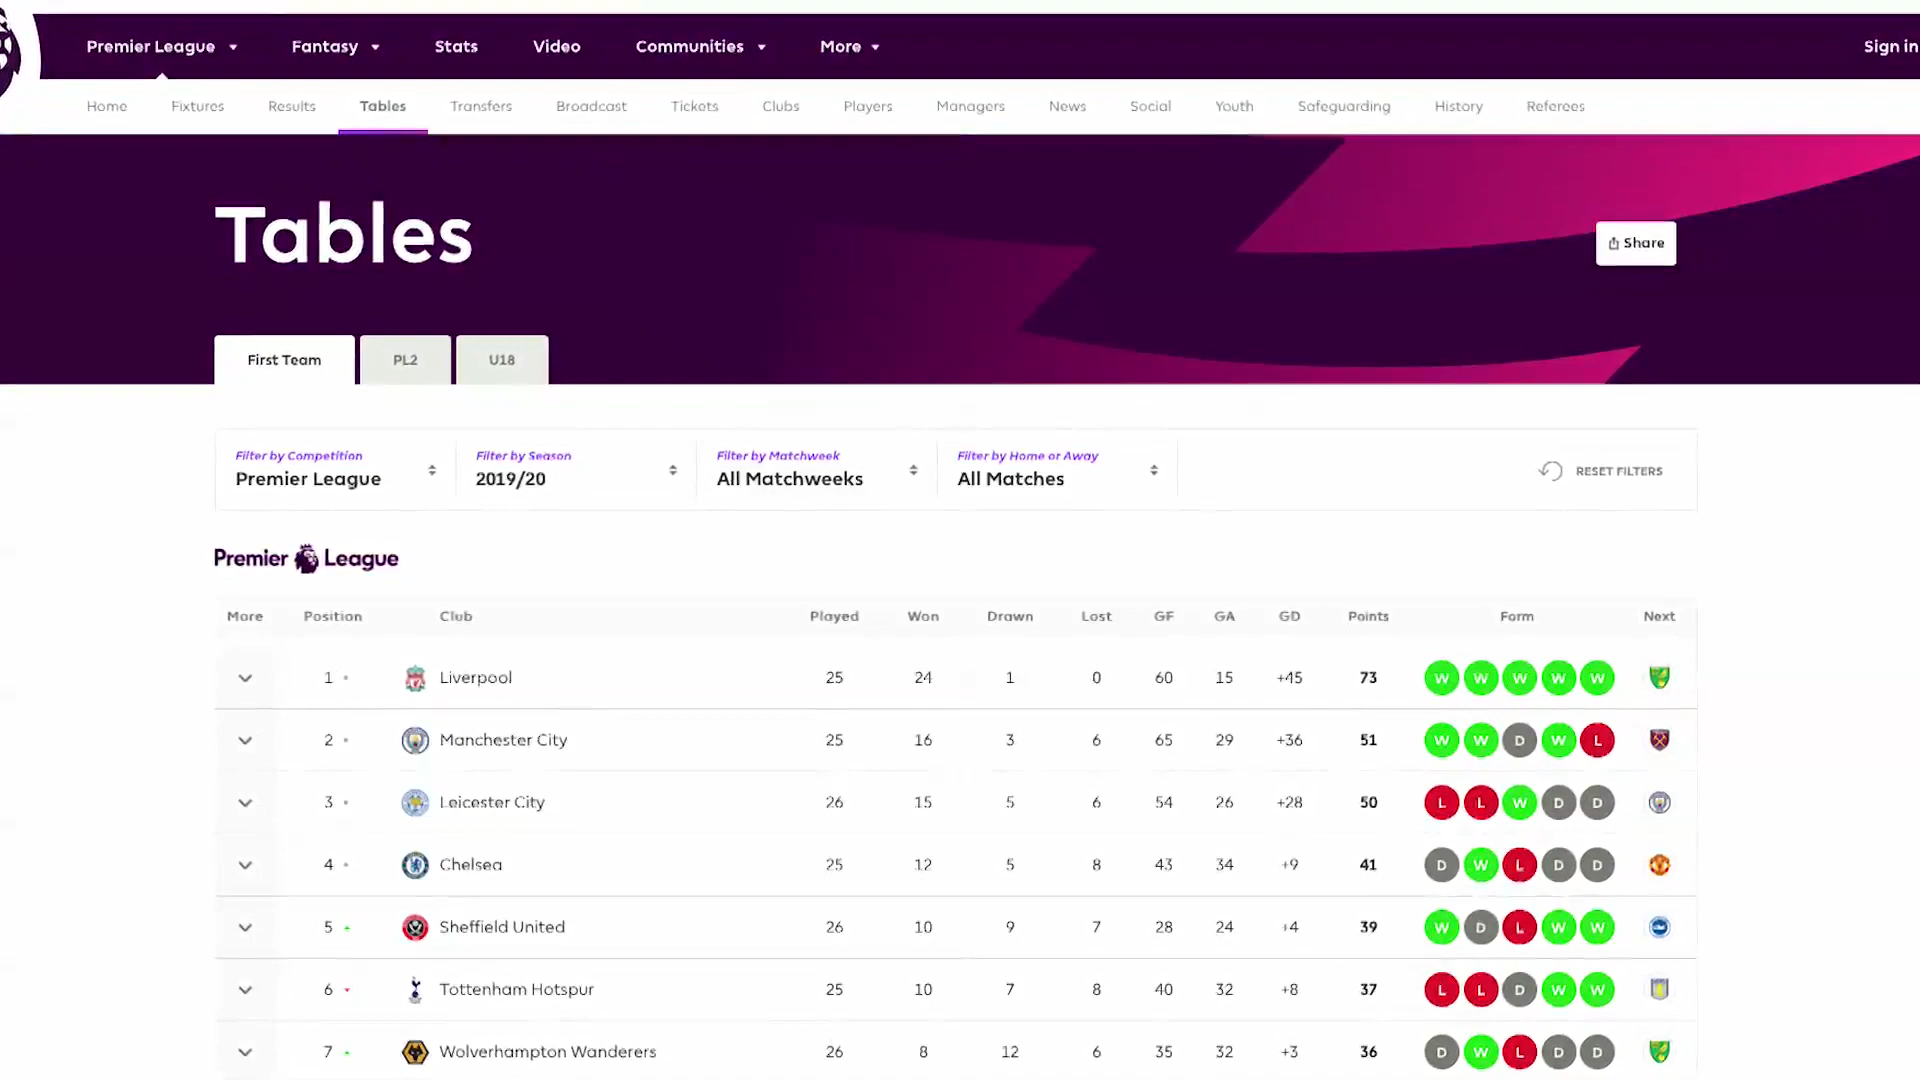 Premier League Fantasy Stats Video Communities More Sign in
Home Fixtures Results Tables Transfers Broadcast Tickets Clubs Players Managers News Social Youth Safeguarding History Referees
Tables
Share
First Team PL2 U18
Filter by Competition Filter by Season Filter by Matchweek Filter by Home or Away
Premier League 2019/20 All Matchweeks All Matches RESET FILTERS
Premier League
More Position Club Played Won Drawn Lost GF GA GD Points Form Next
1 Liverpool 25 24 1 0 60 15 +45 73 W W W W W
2 Manchester City 25 16 3 6 65 29 +36 51 W W D W L
3 Leicester City 26 15 5 6 54 26 +28 50 L L W D D
4 Chelsea 25 12 5 8 43 34 +9 41 D W L D D
5 Sheffield United 26 10 9 7 28 24 +4 39 W D L W W
6 Tottenham Hotspur 25 10 7 8 40 32 +8 37 L L D W W
7 Wolverhampton Wanderers 26 8 12 6 35 32 +3 36 D W L D D